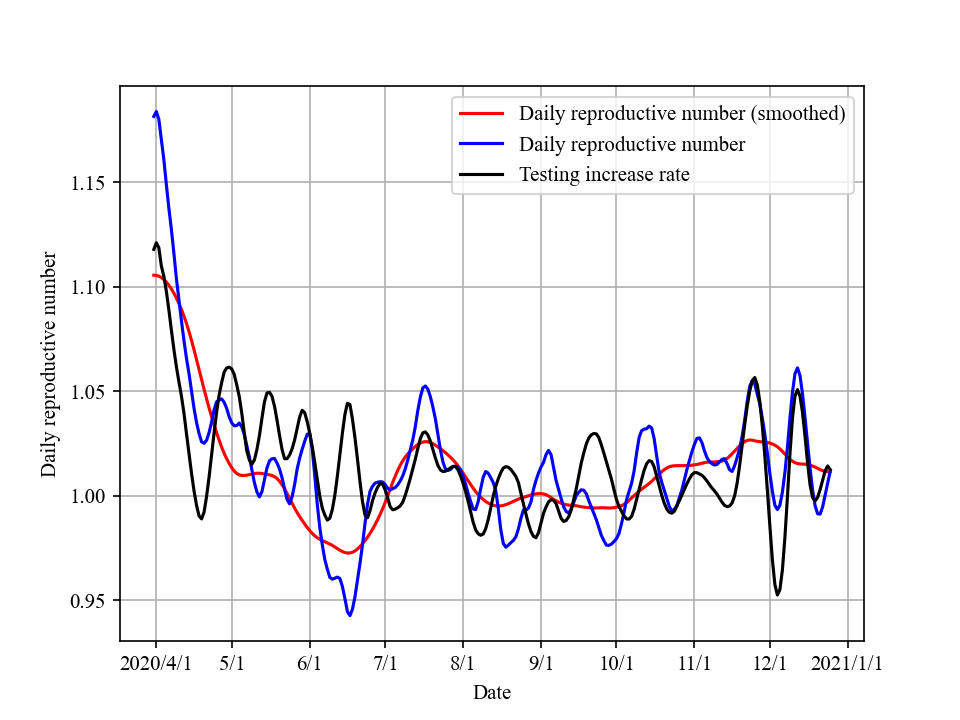 Daily reproductive number (smoothed)
Daily reproductive number
Testing increase rate
1.15
1.10
1.05
1.00
0.95
Daily reproductive number
2020/4/1 5/1 6/1 7/1 8/1 9/1 10/1 11/1 12/1 2021/1/1
Date